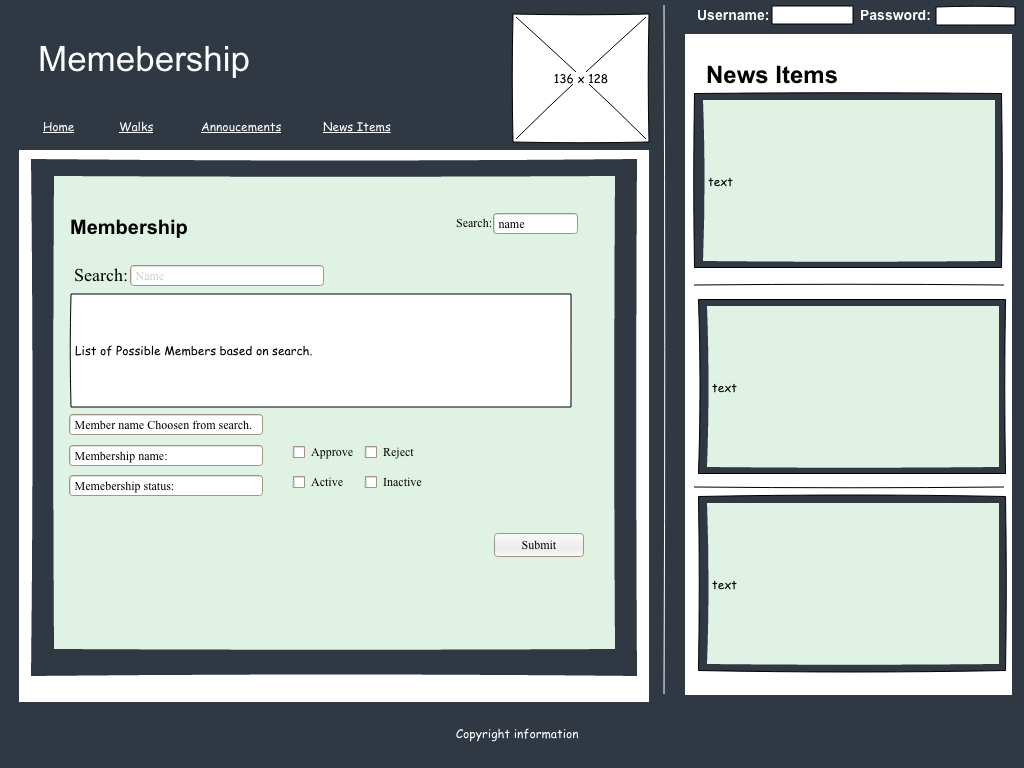 Username:
Password:
Memebership
136 x 128
Home
Walks
Annoucements
News Items
Membership
Search: name
Search: Name
List of Possible Members based on search.
Member name Choosen from search.
Membership name:
Approve
Reject
Memebership status:
Active
Inactive
Submit
News Items
text
text
text
Copyright information